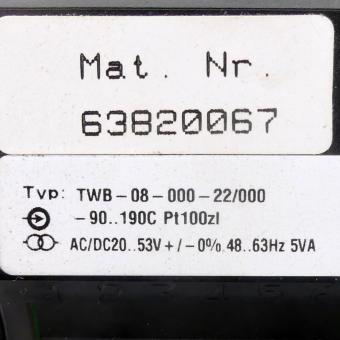 Mat. Nr.
63820067
Typ: TWB-08-000-22/000
-90..190C Pt100zl
AC/DC20..53V+/-0% 48..63Hz 5VA